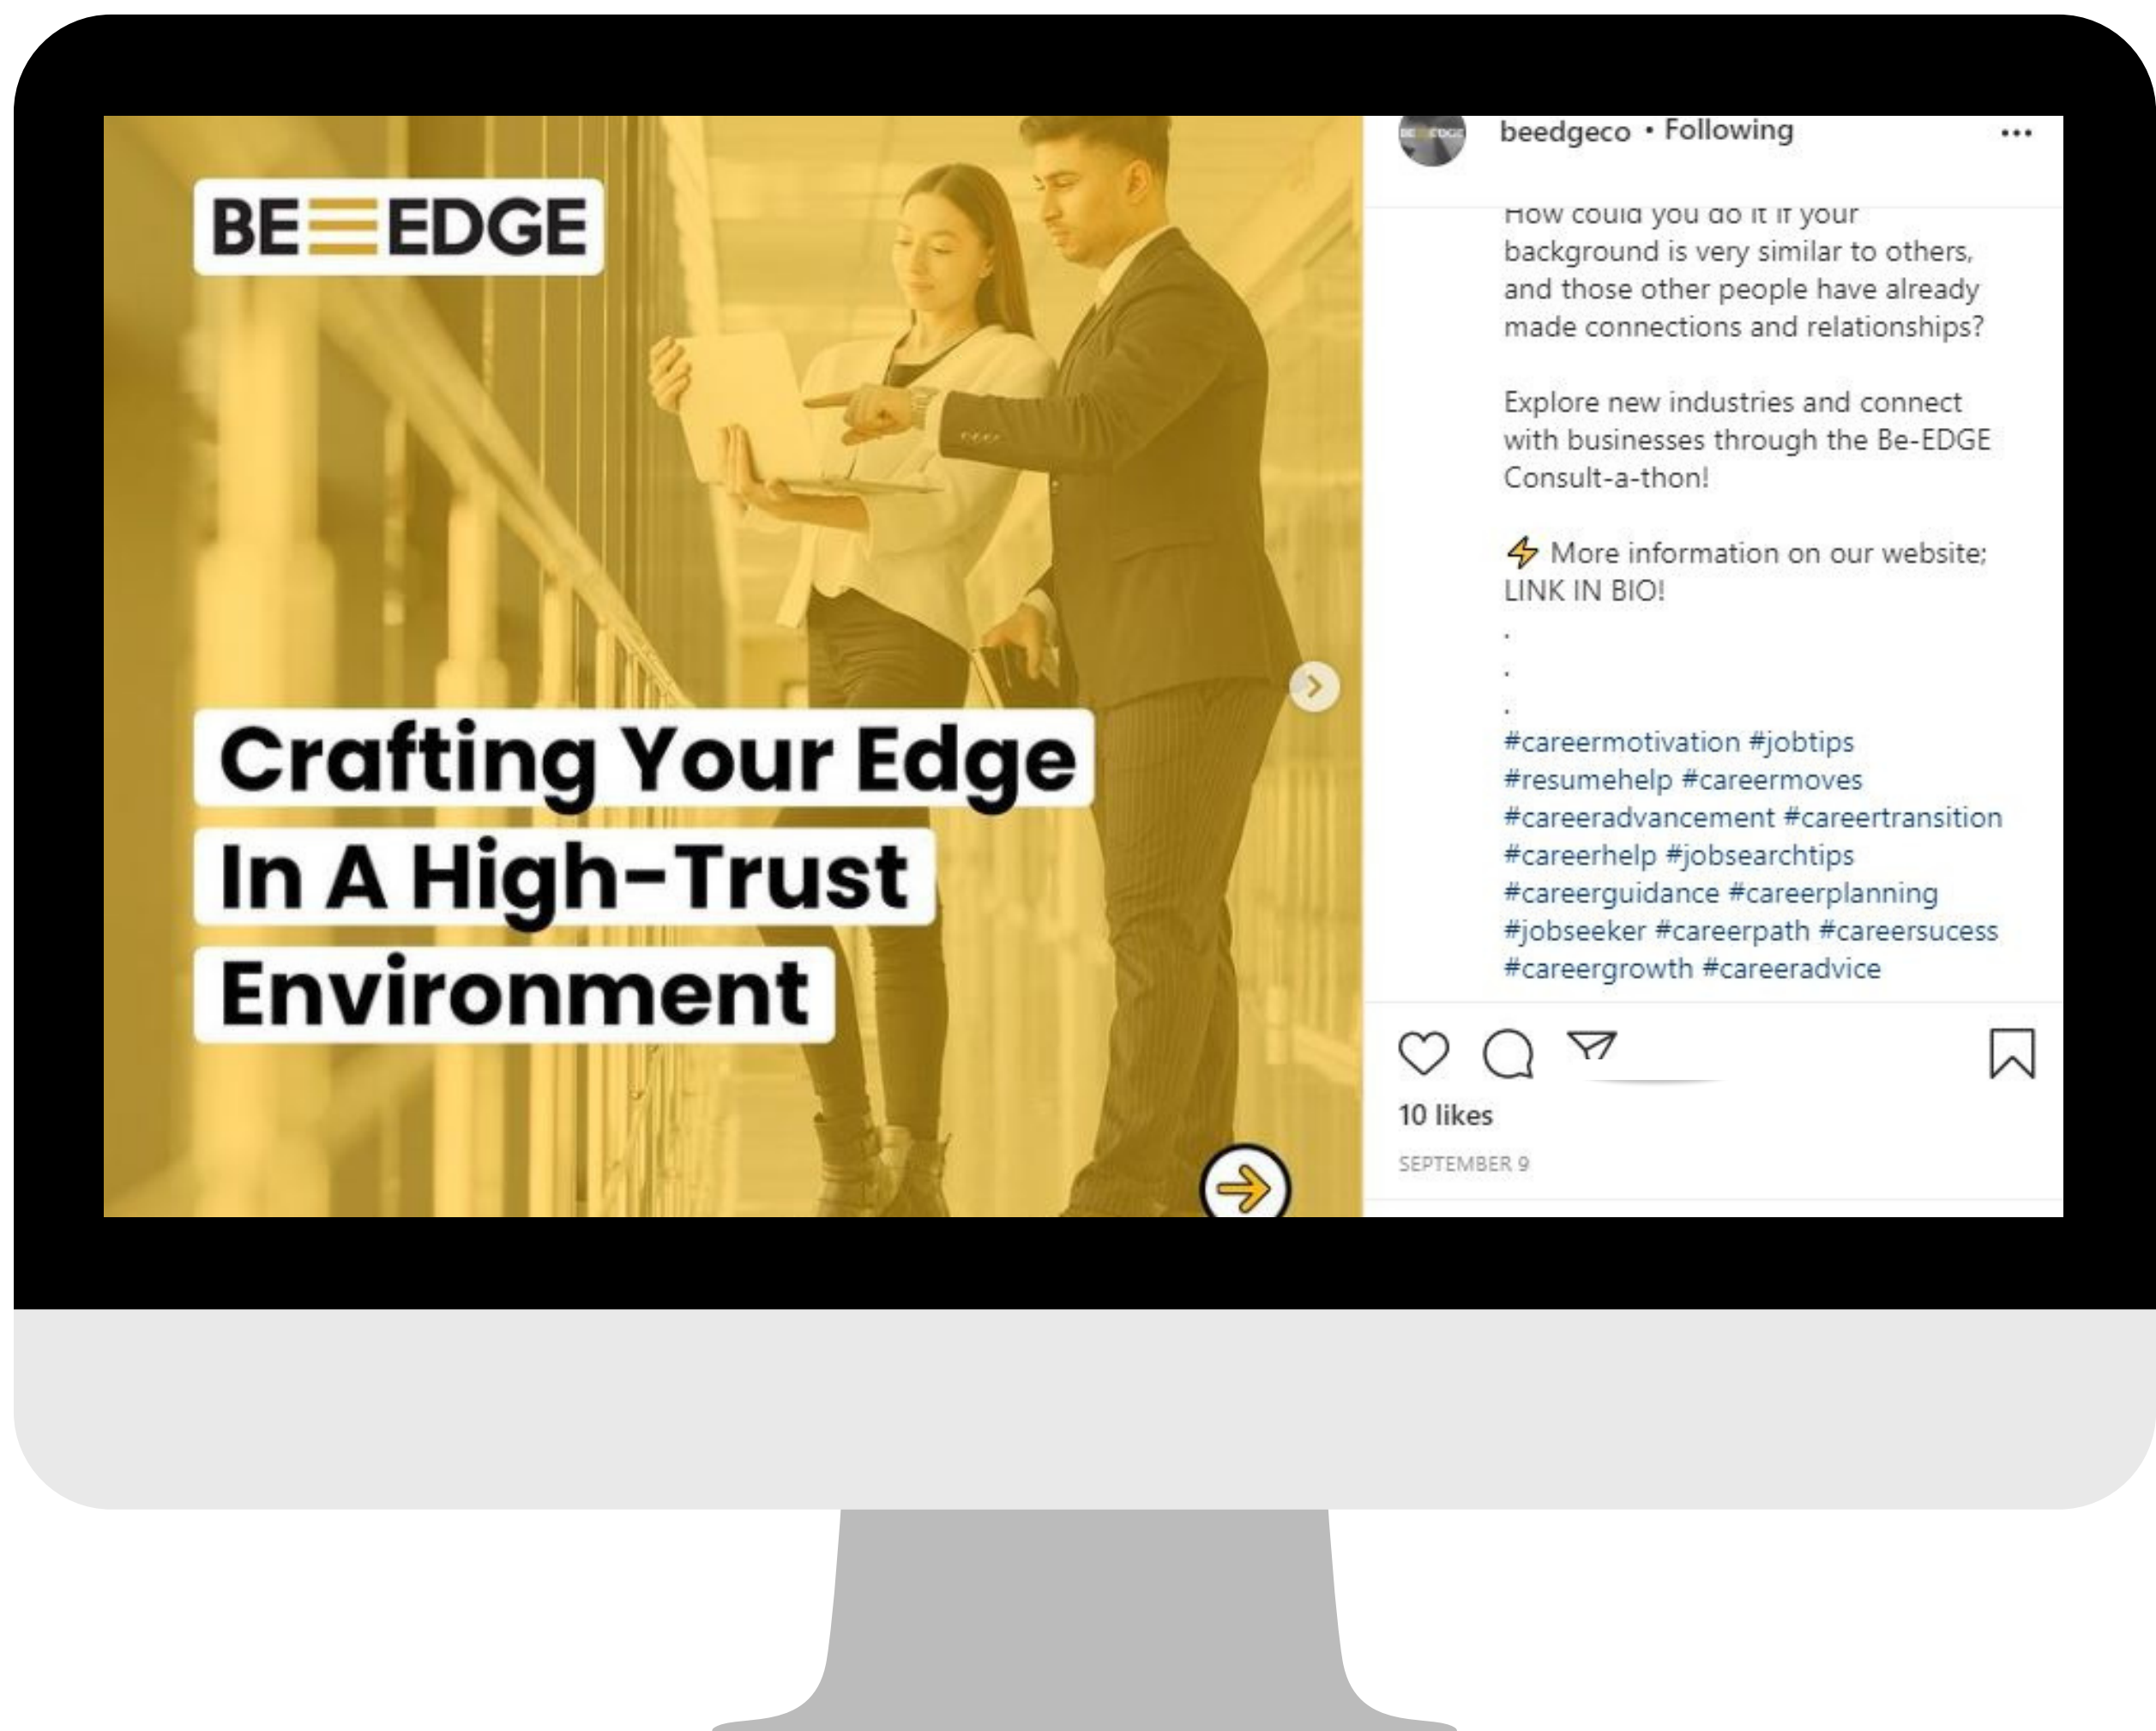 BE EDGE
Crafting Your Edge
In A High-Trust
Environment
BE EDGE
beedgeco • Following
How could you do it if your
background is very similar to others,
and those other people have already
made connections and relationships?
Explore new industries and connect
with businesses through the Be-EDGE
Consult-a-thon!
⚡ More information on our website;
LINK IN BIO!
.
.
.
#careermotivation #jobtips
#resumehelp #careermoves
#careeradvancement #careertransition
#careerhelp #jobsearchtips
#careerguidance #careerplanning
#jobseeker #careerpath #careersucess
#careergrowth #careeradvice
10 likes
SEPTEMBER 9